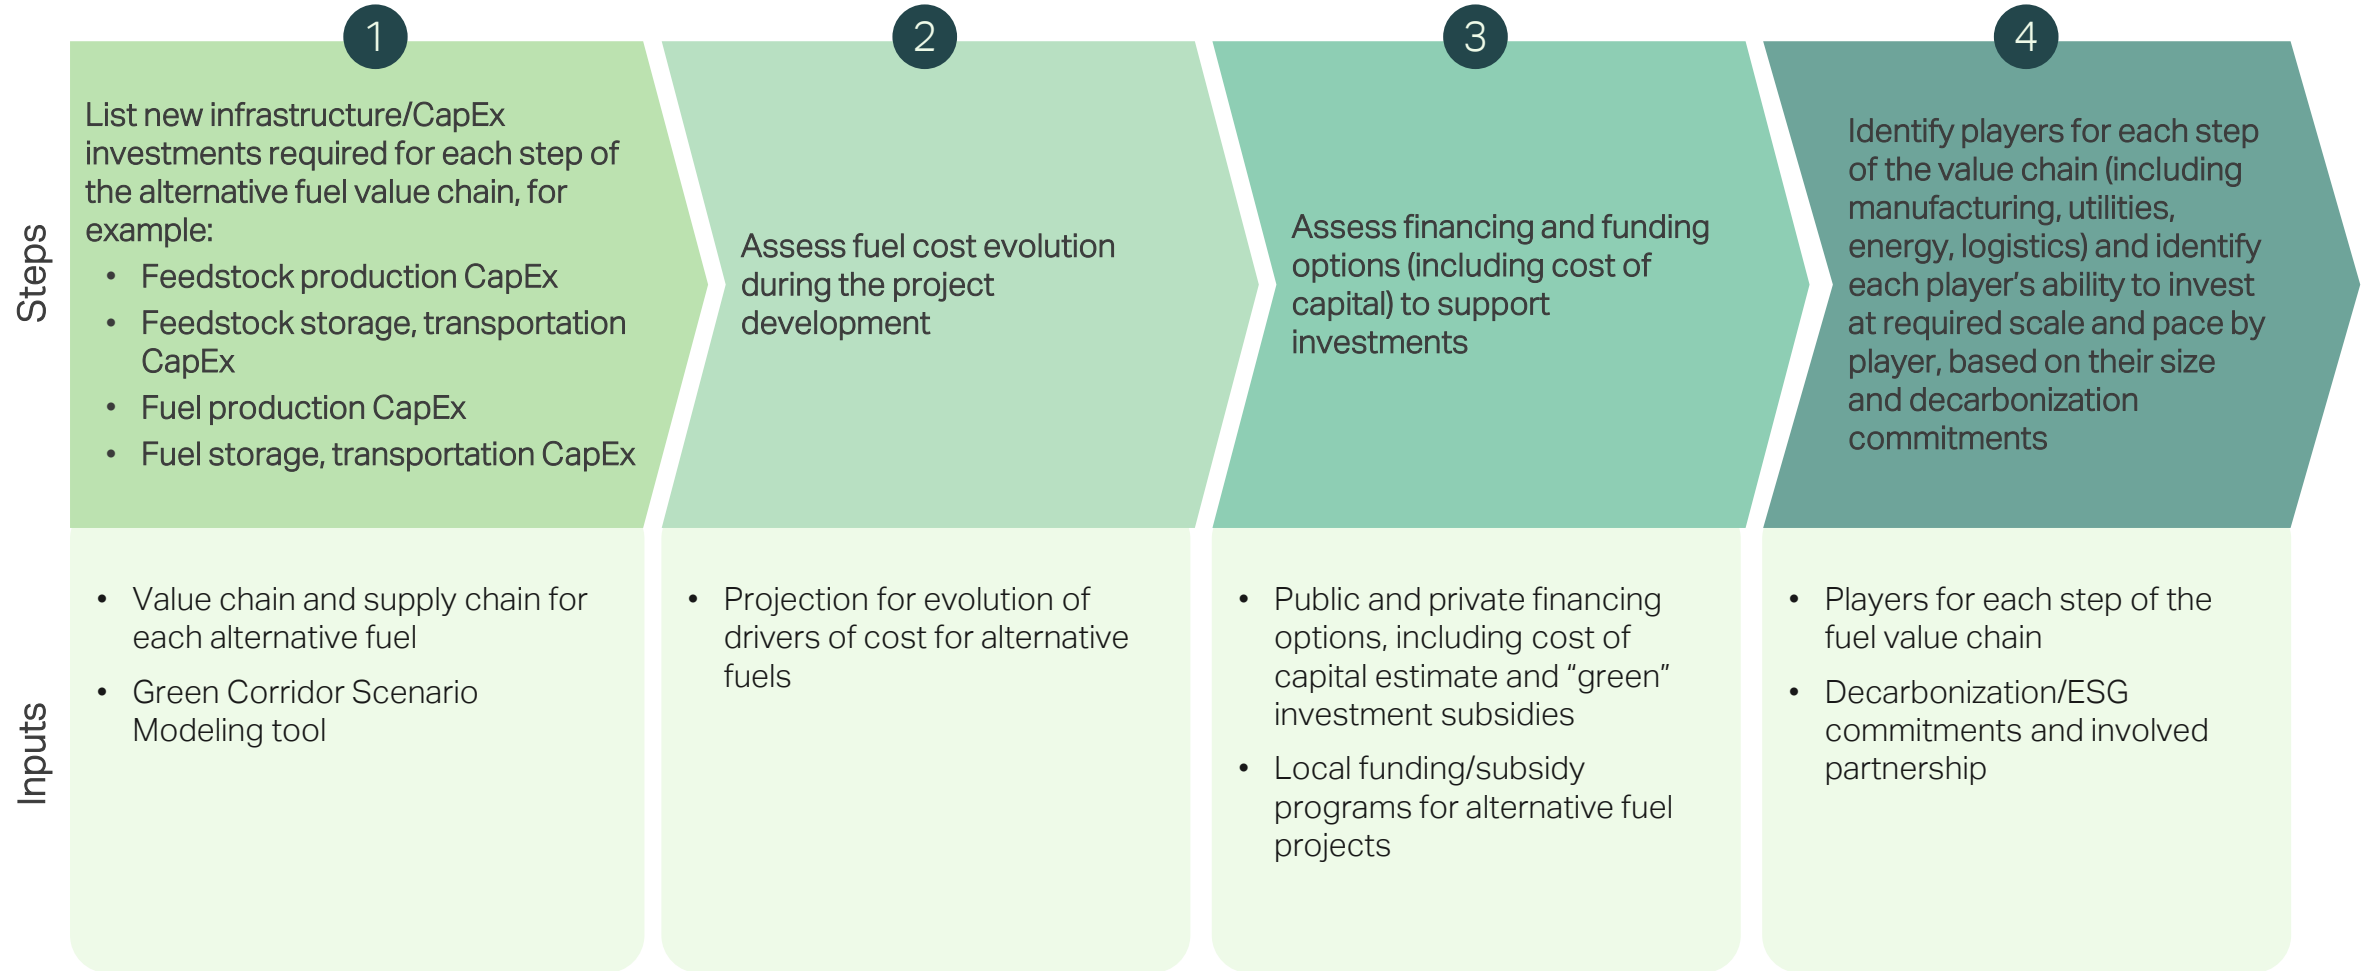 1
2
3
4
Steps
List new infrastructure/CapEx
investments required for each step of
the alternative fuel value chain, for
example:
• Feedstock production CapEx
• Feedstock storage, transportation
CapEx
• Fuel production CapEx
• Fuel storage, transportation CapEx
Assess fuel cost evolution
during the project
development
Assess financing and funding
options (including cost of
capital) to support
investments
Identify players for each step
of the value chain (including
manufacturing, utilities,
energy, logistics) and identify
each player’s ability to invest
at required scale and pace by
player, based on their size
and decarbonization
commitments
Inputs
• Value chain and supply chain for
each alternative fuel
• Green Corridor Scenario
Modeling tool
• Projection for evolution of
drivers of cost for alternative
fuels
• Public and private financing
options, including cost of
capital estimate and “green”
investment subsidies
• Local funding/subsidy
programs for alternative fuel
projects
• Players for each step of the
fuel value chain
• Decarbonization/ESG
commitments and involved
partnership